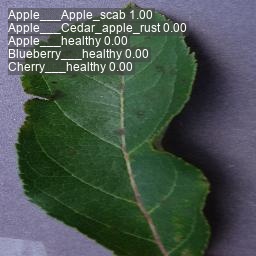 Apple___Apple_scab 1.00
Apple___Cedar_apple_rust 0.00
Apple___healthy 0.00
Blueberry___healthy 0.00
Cherry___healthy 0.00